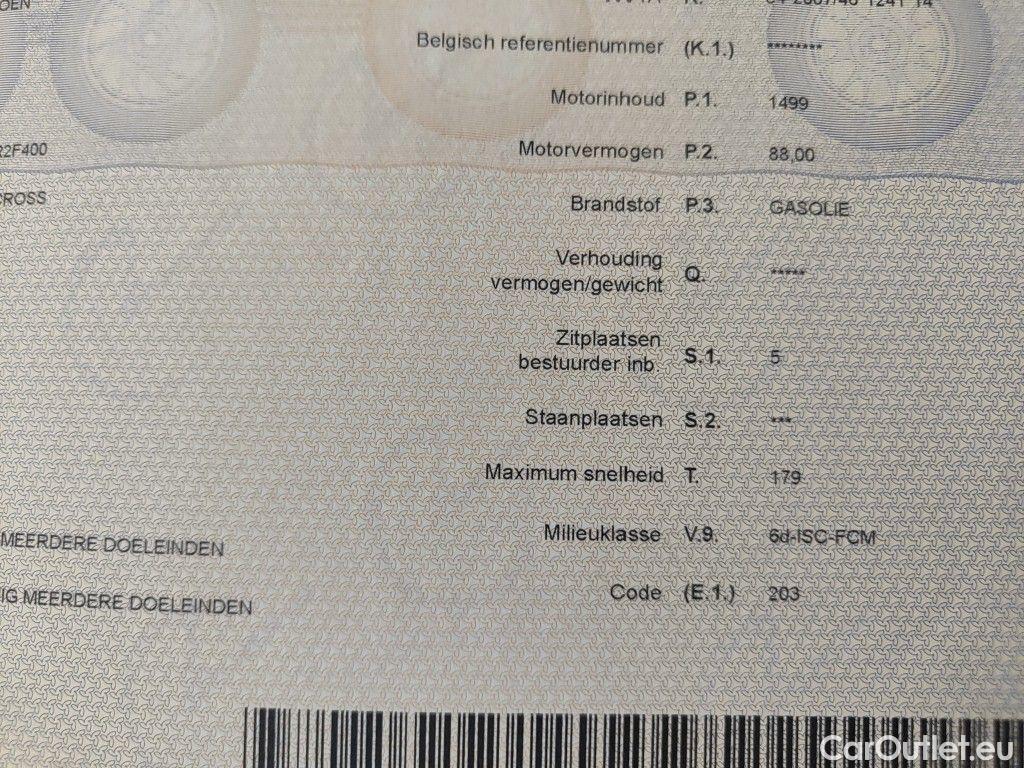 Belgisch referentienummer (K.1.) ********
Motorinhoud P.1. 1499
22F400
Motorvermogen P.2. 88,00
CROSS
Brandstof P.3. GASOLIE
Verhouding
vermogen/gewicht Q. *****
Zitplaatsen
bestuurder inb. S.1. 5
Staanplaatsen S.2. ***
Maximum snelheid T. 179
MEERDERE DOELEINDEN
Milieuklasse V.9. 6d-ISC-FCM
IG MEERDERE DOELEINDEN
Code (E.1.) 203
CarOutlet.eu